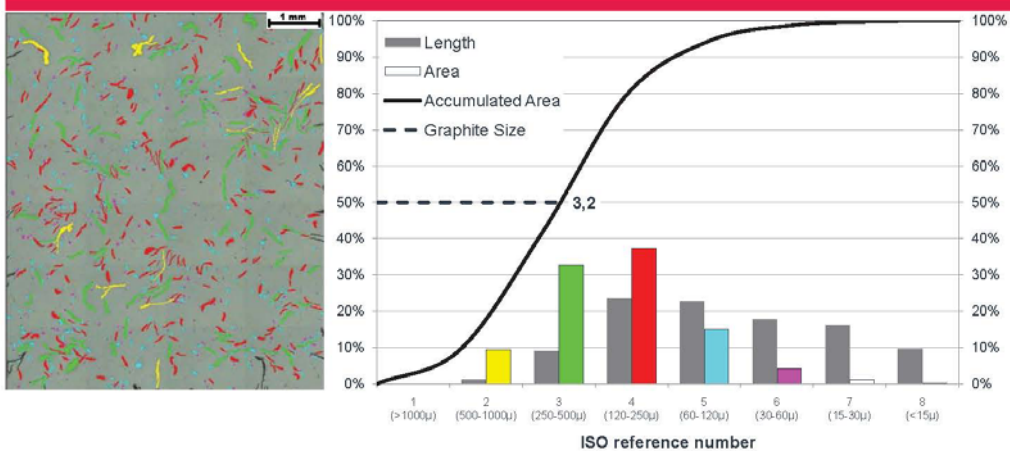 1 mm
100%
90%
80%
70%
60%
50%
40%
30%
20%
10%
0%
Length
Area
Accumulated Area
Graphite Size
3,2
100%
90%
80%
70%
60%
50%
40%
30%
20%
10%
0%
1 2 3 4 5 6 7 8
(>1000µ) (500-1000µ) (250-500µ) (120-250µ) (60-120µ) (30-60µ) (15-30µ) (<15µ)
ISO reference number